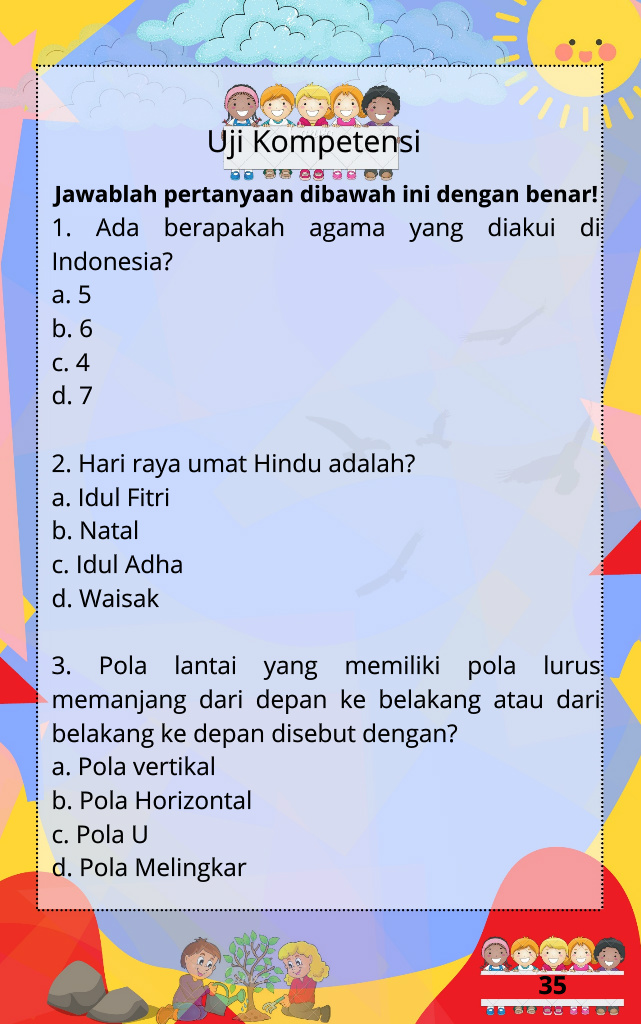 Uji Kompetensi
Jawablah pertanyaan dibawah ini dengan benar!
1. Ada berapakah agama yang diakui di
Indonesia?
a. 5
b. 6
c. 4
d. 7
2. Hari raya umat Hindu adalah?
a. Idul Fitri
b. Natal
c. Idul Adha
d. Waisak
3. Pola lantai yang memiliki pola lurus
memanjang dari depan ke belakang atau dari
belakang ke depan disebut dengan?
a. Pola vertikal
b. Pola Horizontal
c. Pola U
d. Pola Melingkar
35